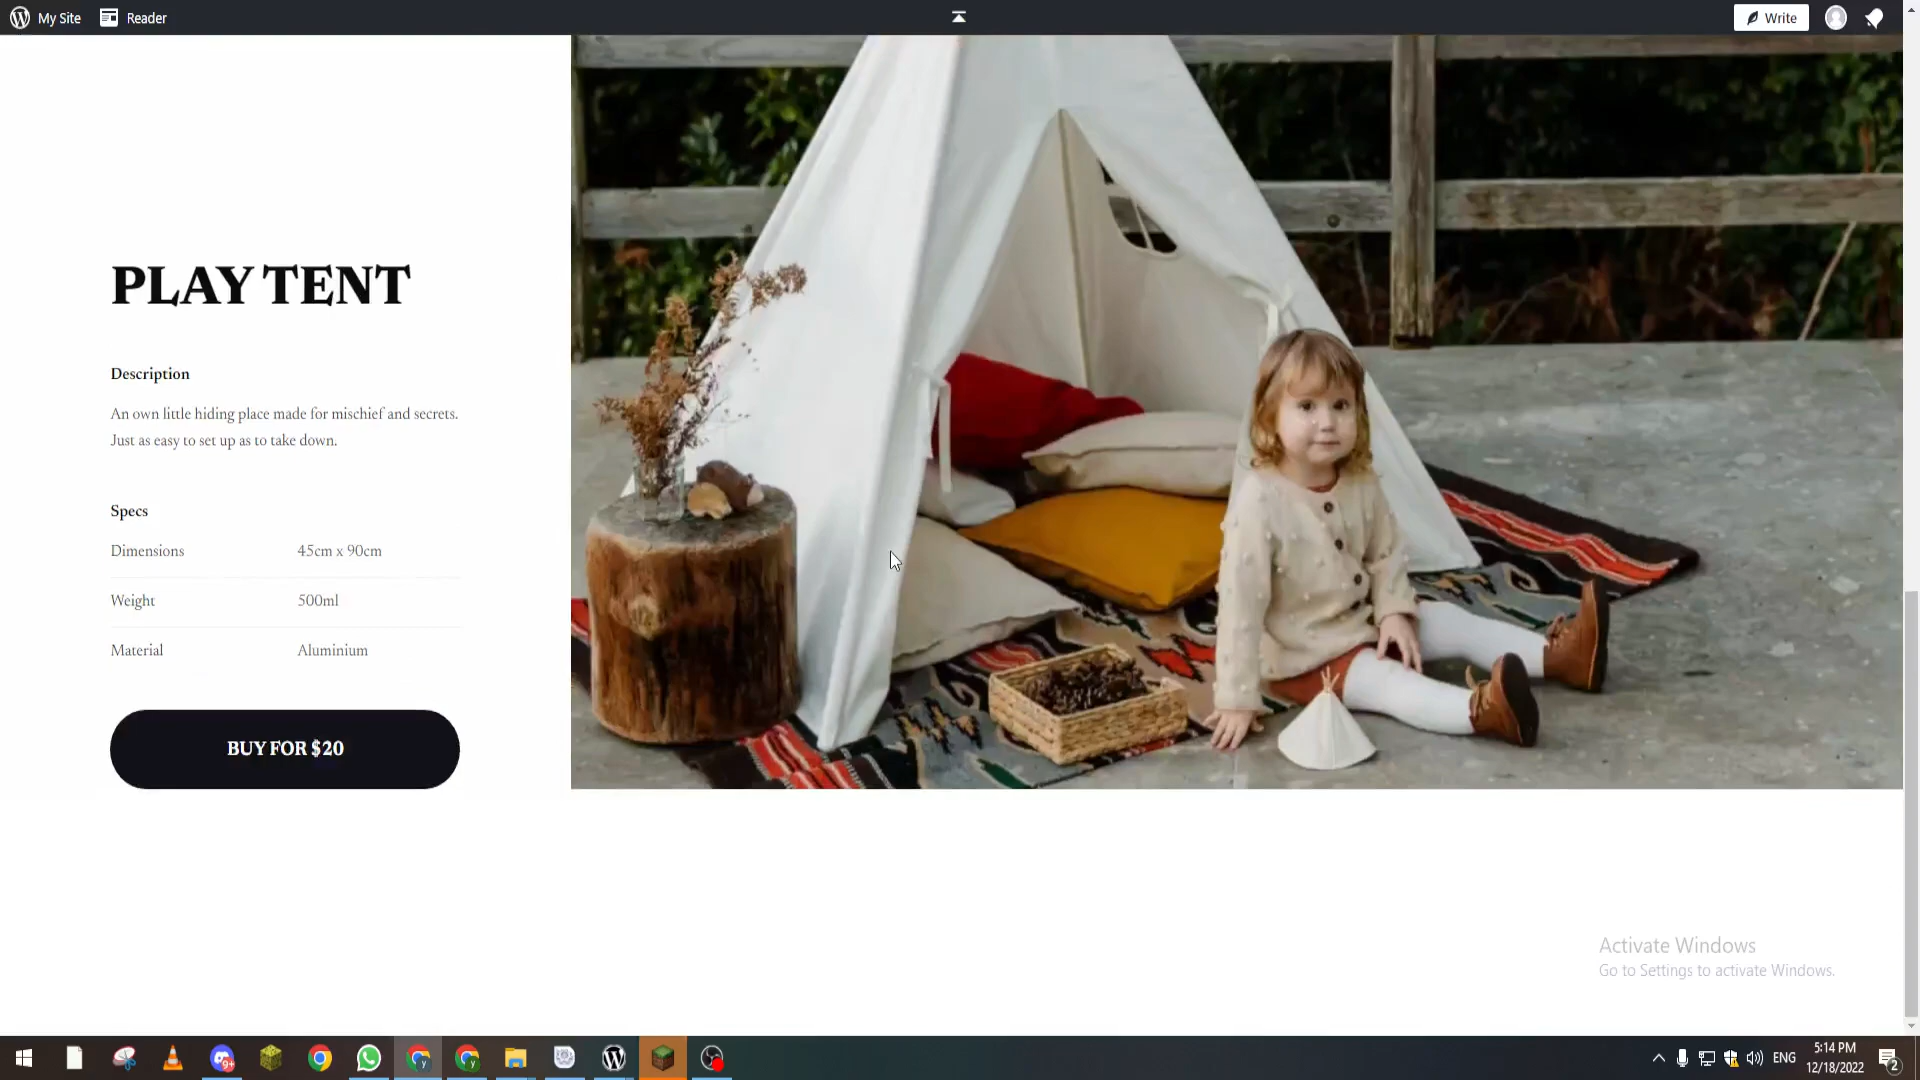 My Site
Reader
Write
PLAY TENT
Description
An own little hiding place made for mischief and secrets.
Just as easy to set up as to take down.
Specs
Dimensions 45cm x 90cm
Weight 500ml
Material Aluminium
BUY FOR $20
Activate Windows
Go to Settings to activate Windows.
9+
y
y
ENG
5:14 PM
12/18/2022
2